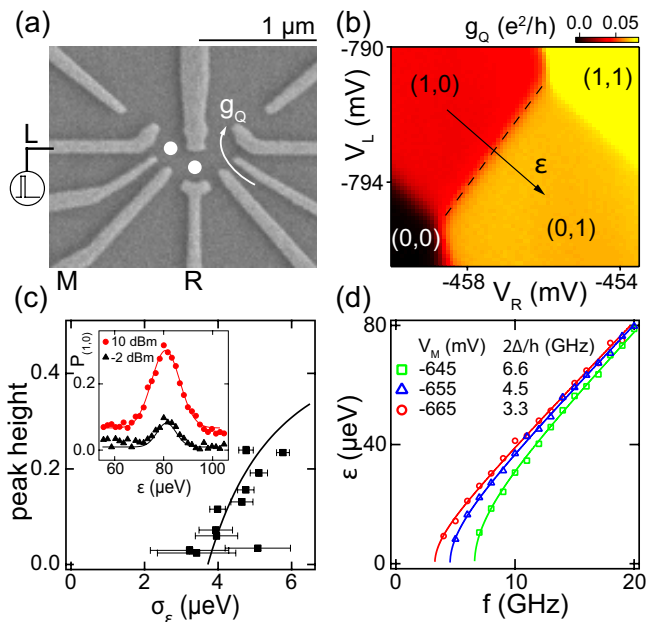 (a)
1 μm
L
g_Q
M
R
(b)
g_Q (e²/h)
0.0
0.05
-790
-794
V_L (mV)
(1,0)
(1,1)
ε
(0,0)
(0,1)
-458
-454
V_R (mV)
(c)
peak height
0.4
0.2
0.0
P_(1,0)
10 dBm
-2 dBm
0.2
0.0
60
80
100
ε (μeV)
0
2
4
6
σ_ε (μeV)
(d)
ε (μeV)
80
40
0
V_M (mV) 2Δ/h (GHz)
-645 6.6
-655 4.5
-665 3.3
0
10
20
f (GHz)